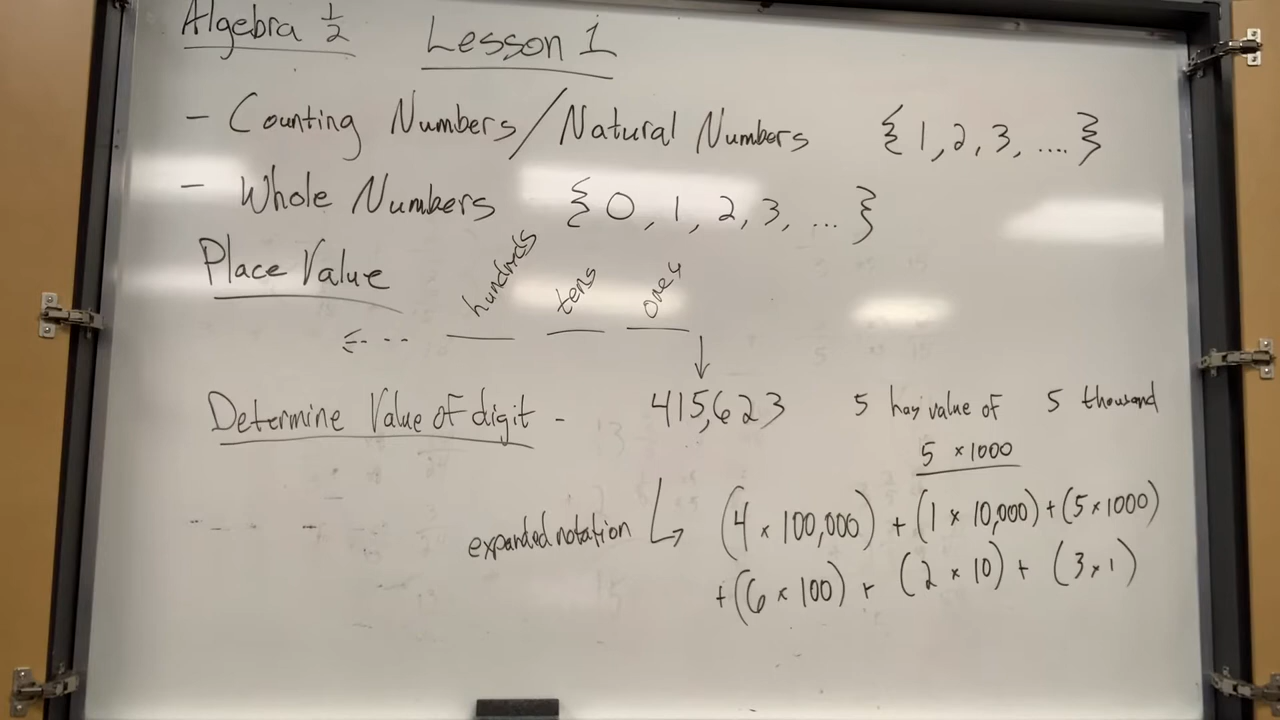 Algebra 1/2 Lesson 1
- Counting Numbers/Natural Numbers {1, 2, 3, ....}
- Whole Numbers {0, 1, 2, 3, ...}
Place Value
hundreds tens ones
<- ...
Determine Value of digit - 415,623 5 has value of 5 thousand
5 ×1000
expanded notation ↳ (4 × 100,000) + (1 × 10,000) + (5 × 1000)
+ (6 × 100) + (2 × 10) + (3 × 1)